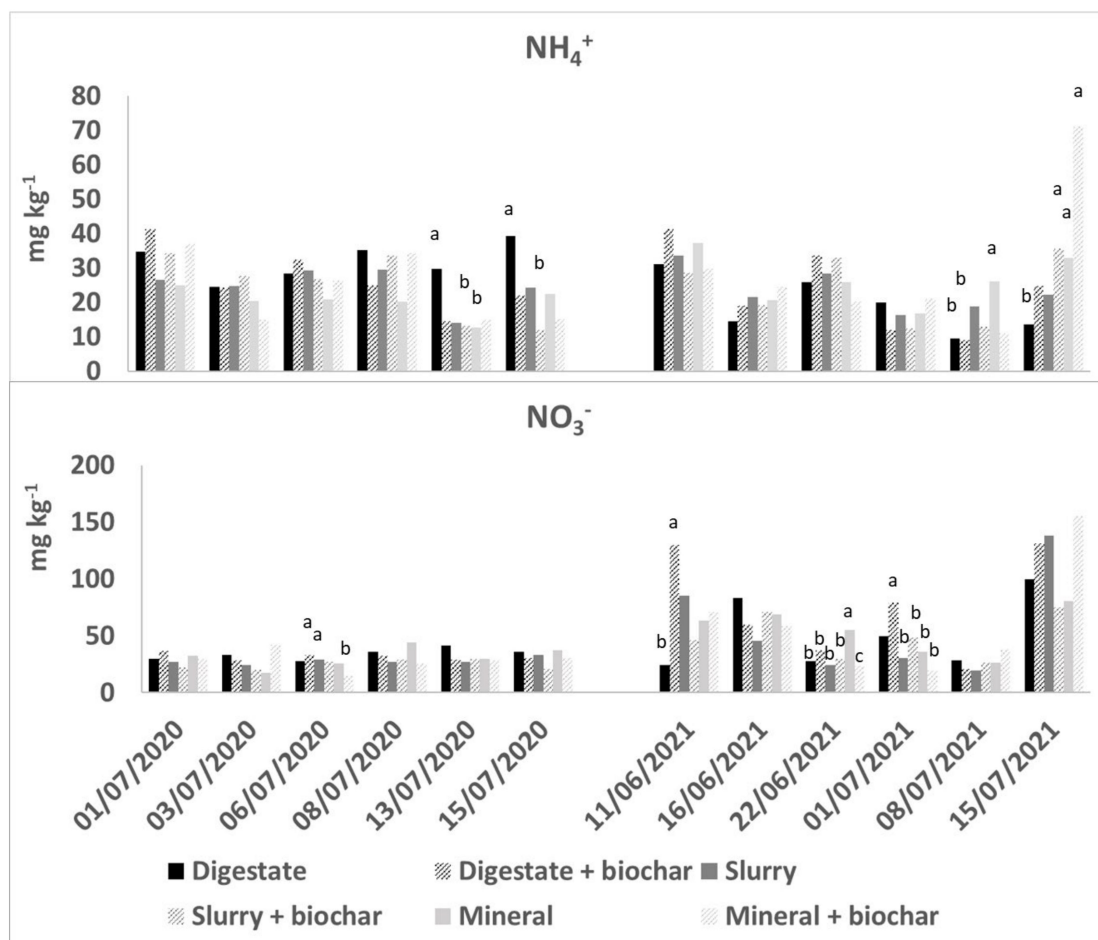 NH₄⁺
mg kg⁻¹
80
70
60
50
40
30
20
10
0
a
b
b
a
b
b
b
a
b
a
a
a
NO₃⁻
mg kg⁻¹
200
150
100
50
0
a
a
b
b
a
b
b
b
b
a
c
a
b
b
b
b
01/07/2020
03/07/2020
06/07/2020
08/07/2020
13/07/2020
15/07/2020
11/06/2021
16/06/2021
22/06/2021
01/07/2021
08/07/2021
15/07/2021
Digestate
Digestate + biochar
Slurry
Slurry + biochar
Mineral
Mineral + biochar